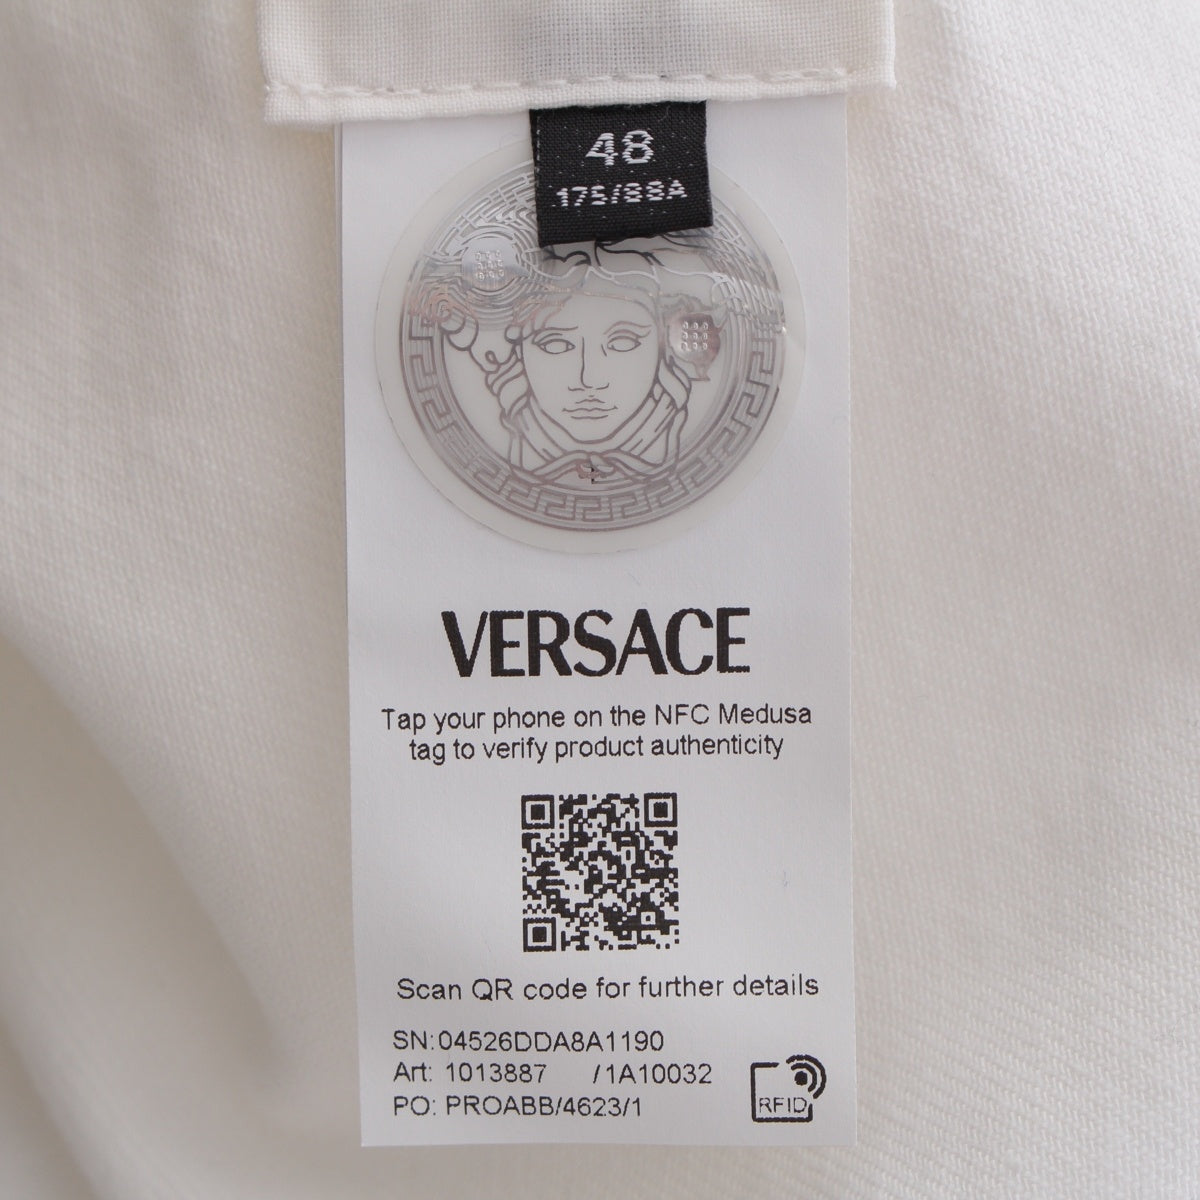 48
175/88A
VERSACE
Tap your phone on the NFC Medusa
tag to verify product authenticity
Scan QR code for further details
SN:04526DDA8A1190
Art: 1013887 /1A10032
PO: PROABB/4623/1
RFID